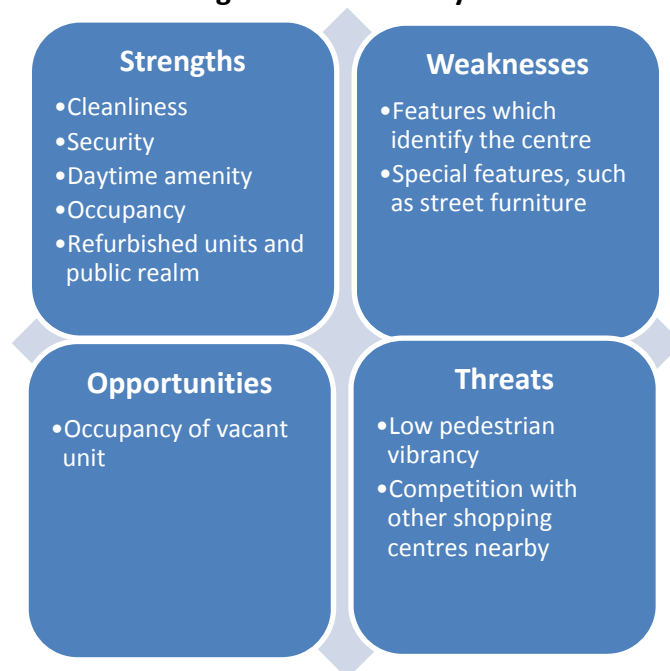 Strengths
•Cleanliness
•Security
•Daytime amenity
•Occupancy
•Refurbished units and
public realm
Weaknesses
•Features which
identify the centre
•Special features, such
as street furniture
Opportunities
•Occupancy of vacant
unit
Threats
•Low pedestrian
vibrancy
•Competition with
other shopping
centres nearby